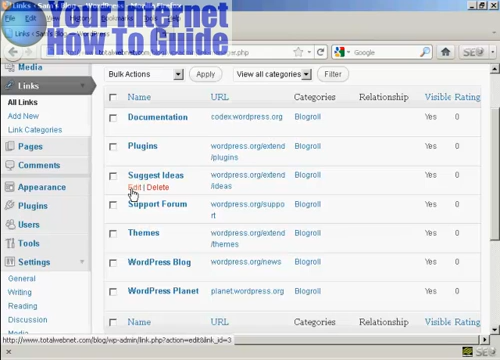 Your Internet
How To Guide
Links ‹ Sam's Blog — WordPress
Google
Media
Links
All Links
Add New
Link Categories
Pages
Comments
Appearance
Plugins
Users
Tools
Settings
General
Writing
Reading
Discussion
Bulk Actions
Apply
View all categories
Filter
Name URL Categories Relationship Visible Rating
Documentation codex.wordpress.org Blogroll Yes 0
Plugins wordpress.org/extend Blogroll Yes 0
/plugins
Suggest Ideas wordpress.org/extend Blogroll Yes 0
Edit | Delete /ideas
Support Forum wordpress.org/suppo Blogroll Yes 0
rt
Themes wordpress.org/extend Blogroll Yes 0
/themes
WordPress Blog wordpress.org/news Blogroll Yes 0
WordPress Planet planet.wordpress.org Blogroll Yes 0
Name URL Categories Relationship Visible Rating
http://www.totalwebnet.com/blog/wp-admin/link.php?action=edit&link_id=3